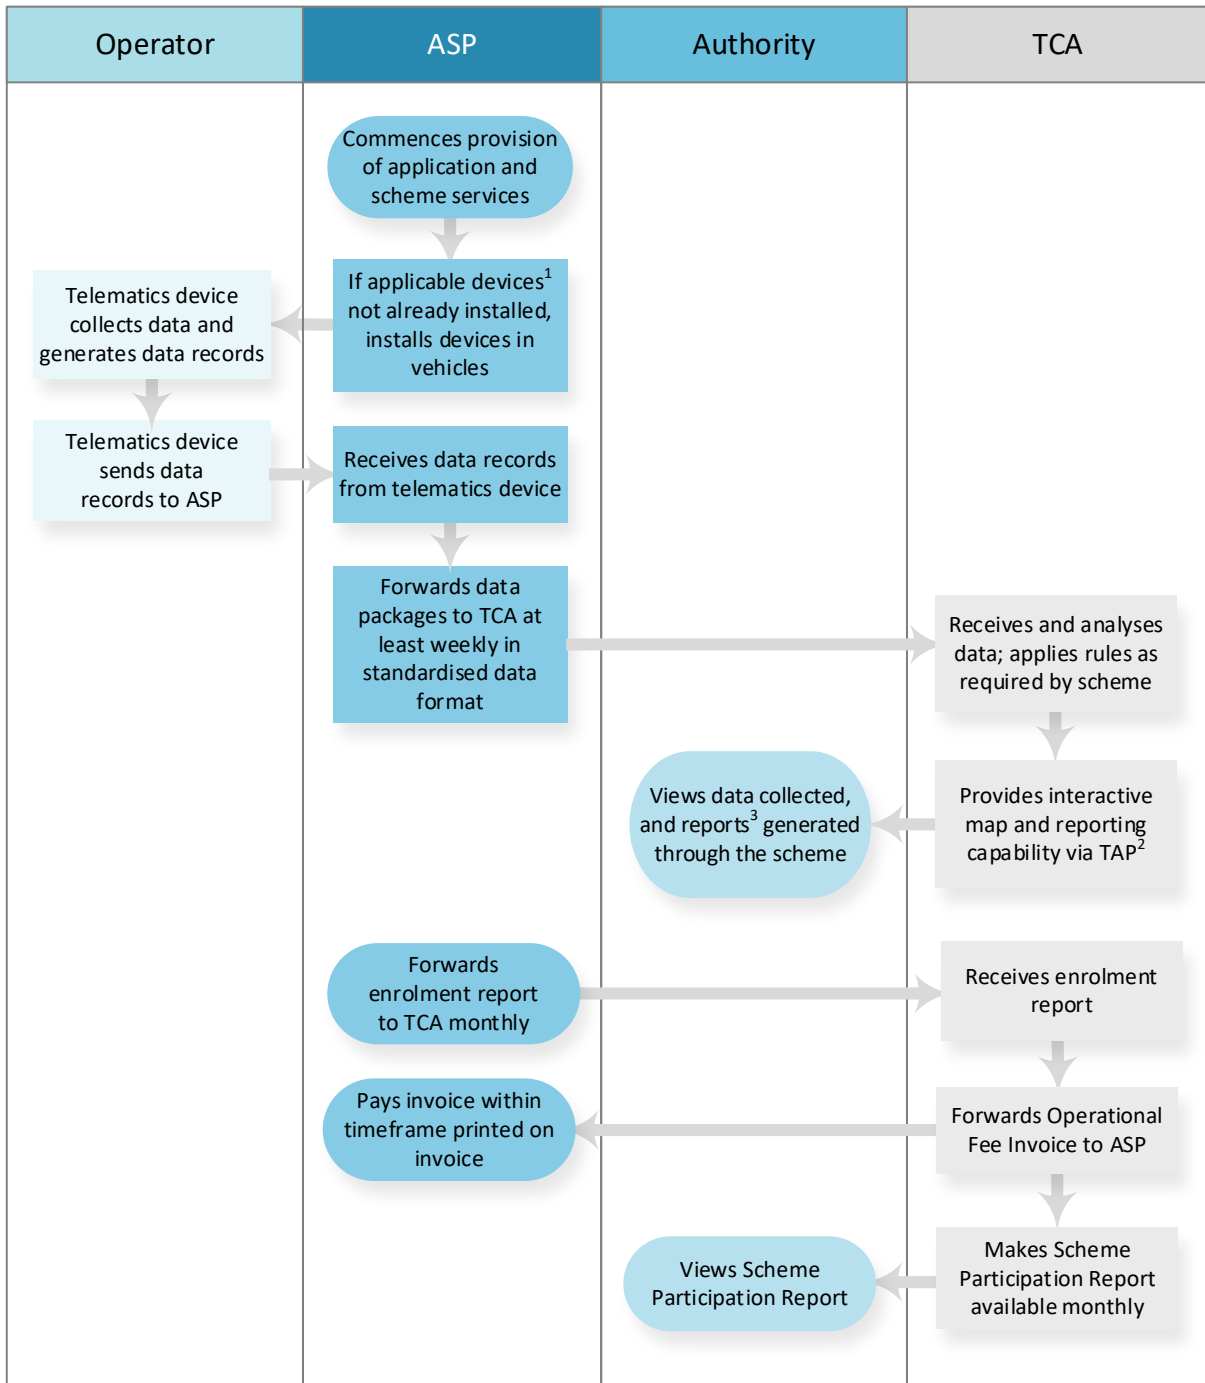 Operator
ASP
Authority
TCA
Commences provision
of application and
scheme services
If applicable devices¹
not already installed,
installs devices in
vehicles
Telematics device
collects data and
generates data records
Telematics device
sends data
records to ASP
Receives data records
from telematics device
Forwards data
packages to TCA at
least weekly in
standardised data
format
Receives and analyses
data; applies rules as
required by scheme
Provides interactive
map and reporting
capability via TAP²
Views data collected,
and reports³ generated
through the scheme
Forwards
enrolment report
to TCA monthly
Receives enrolment
report
Forwards Operational
Fee Invoice to ASP
Pays invoice within
timeframe printed on
invoice
Makes Scheme
Participation Report
available monthly
Views Scheme
Participation Report